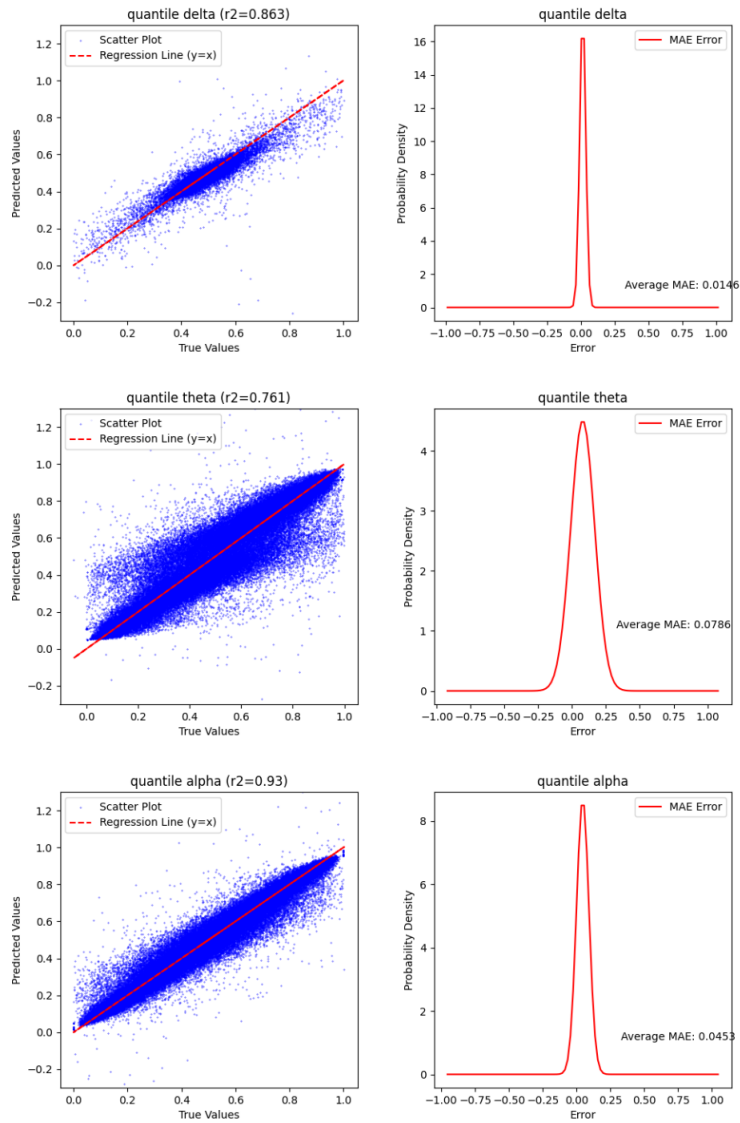 quantile delta (r2=0.863)
Scatter Plot
Regression Line (y=x)
Predicted Values
1.2
1.0
0.8
0.6
0.4
0.2
0.0
−0.2
0.0 0.2 0.4 0.6 0.8 1.0
True Values
quantile delta
MAE Error
Probability Density
16
14
12
10
8
6
4
2
0
Average MAE: 0.0146
−1.00 −0.75 −0.50 −0.25 0.00 0.25 0.50 0.75 1.00
Error
quantile theta (r2=0.761)
Scatter Plot
Regression Line (y=x)
Predicted Values
1.2
1.0
0.8
0.6
0.4
0.2
0.0
−0.2
0.0 0.2 0.4 0.6 0.8 1.0
True Values
quantile theta
MAE Error
Probability Density
4
3
2
1
0
Average MAE: 0.0786
−1.00 −0.75 −0.50 −0.25 0.00 0.25 0.50 0.75 1.00
Error
quantile alpha (r2=0.93)
Scatter Plot
Regression Line (y=x)
Predicted Values
1.2
1.0
0.8
0.6
0.4
0.2
0.0
−0.2
0.0 0.2 0.4 0.6 0.8 1.0
True Values
quantile alpha
MAE Error
Probability Density
8
6
4
2
0
Average MAE: 0.0453
−1.00 −0.75 −0.50 −0.25 0.00 0.25 0.50 0.75 1.00
Error